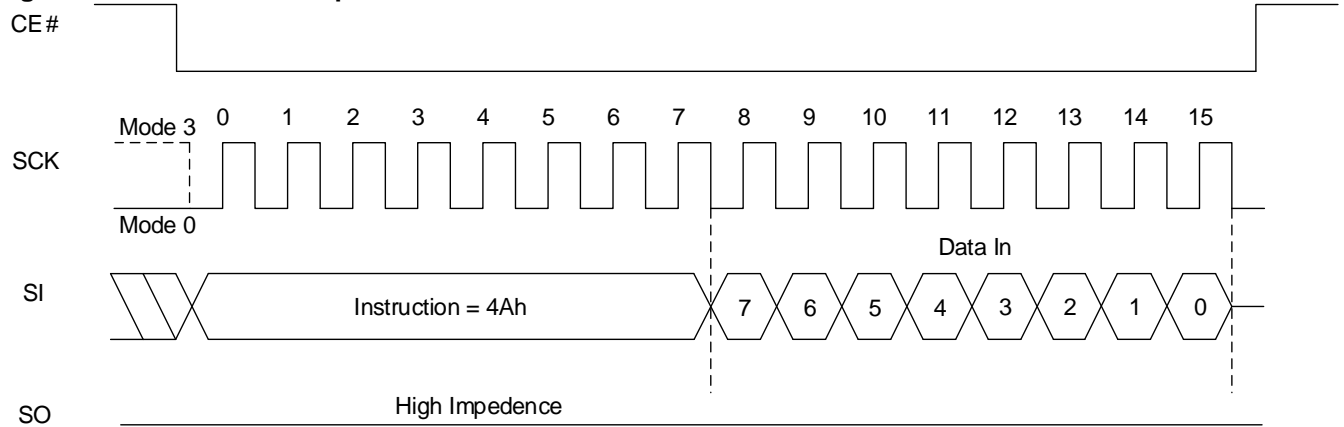 CE#
Mode 3
0 1 2 3 4 5 6 7 8 9 10 11 12 13 14 15
SCK
Mode 0
Data In
SI
Instruction = 4Ah
7 6 5 4 3 2 1 0
High Impedence
SO